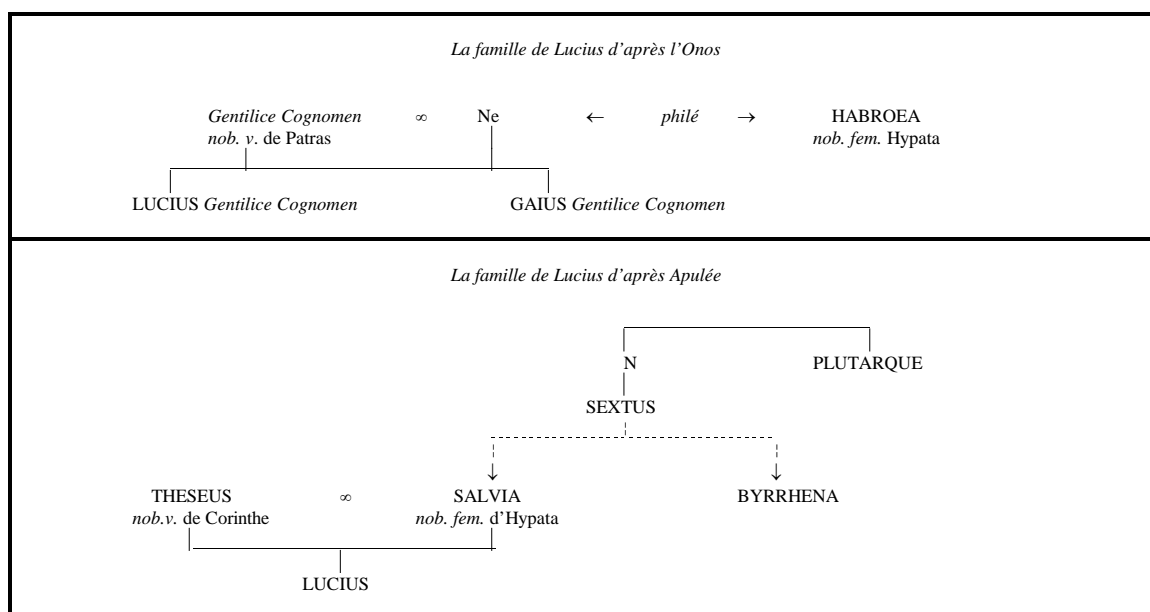 La famille de Lucius d'après l'Onos
Gentilice Cognomen ∞ Ne ← philé → HABROEA
nob. v. de Patras nob. fem. Hypata
LUCIUS Gentilice Cognomen GAIUS Gentilice Cognomen
La famille de Lucius d'après Apulée
N PLUTARQUE
SEXTUS
THESEUS ∞ SALVIA BYRRHENA
nob.v. de Corinthe nob. fem. d'Hypata
LUCIUS